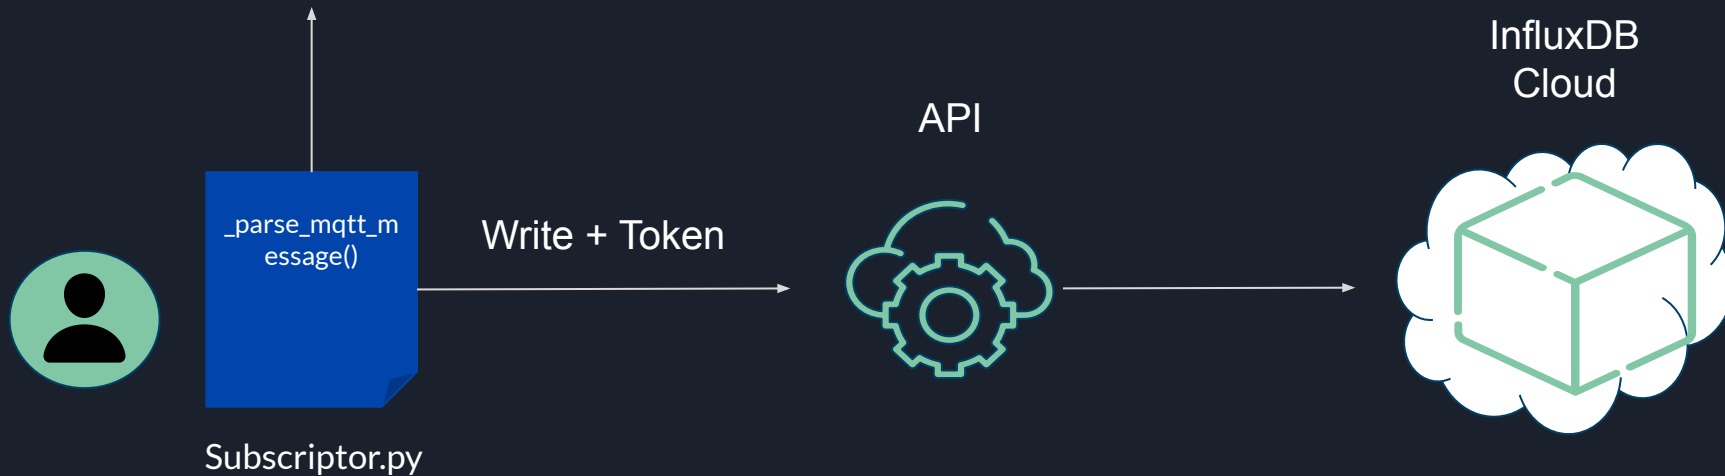 InfluxDB
Cloud
API
_parse_mqtt_m
essage()
Write + Token
Subscriptor.py